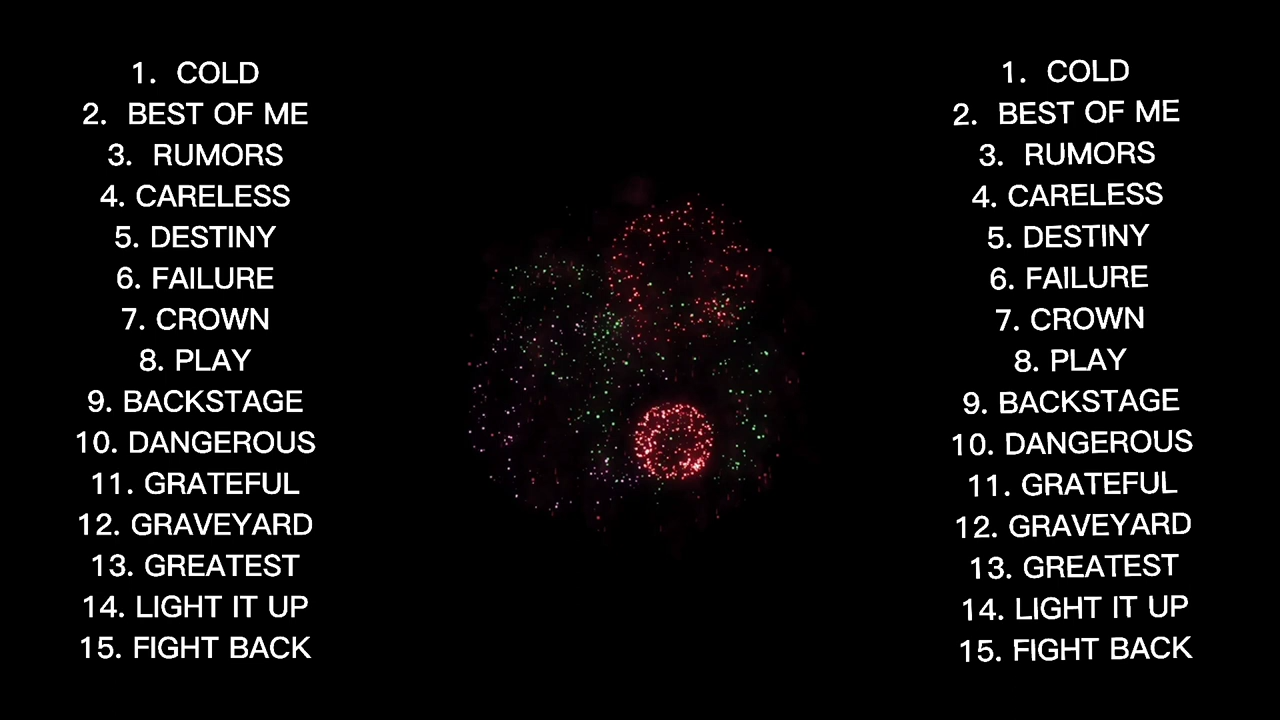 1. COLD
2. BEST OF ME
3. RUMORS
4. CARELESS
5. DESTINY
6. FAILURE
7. CROWN
8. PLAY
9. BACKSTAGE
10. DANGEROUS
11. GRATEFUL
12. GRAVEYARD
13. GREATEST
14. LIGHT IT UP
15. FIGHT BACK
1. COLD
2. BEST OF ME
3. RUMORS
4. CARELESS
5. DESTINY
6. FAILURE
7. CROWN
8. PLAY
9. BACKSTAGE
10. DANGEROUS
11. GRATEFUL
12. GRAVEYARD
13. GREATEST
14. LIGHT IT UP
15. FIGHT BACK